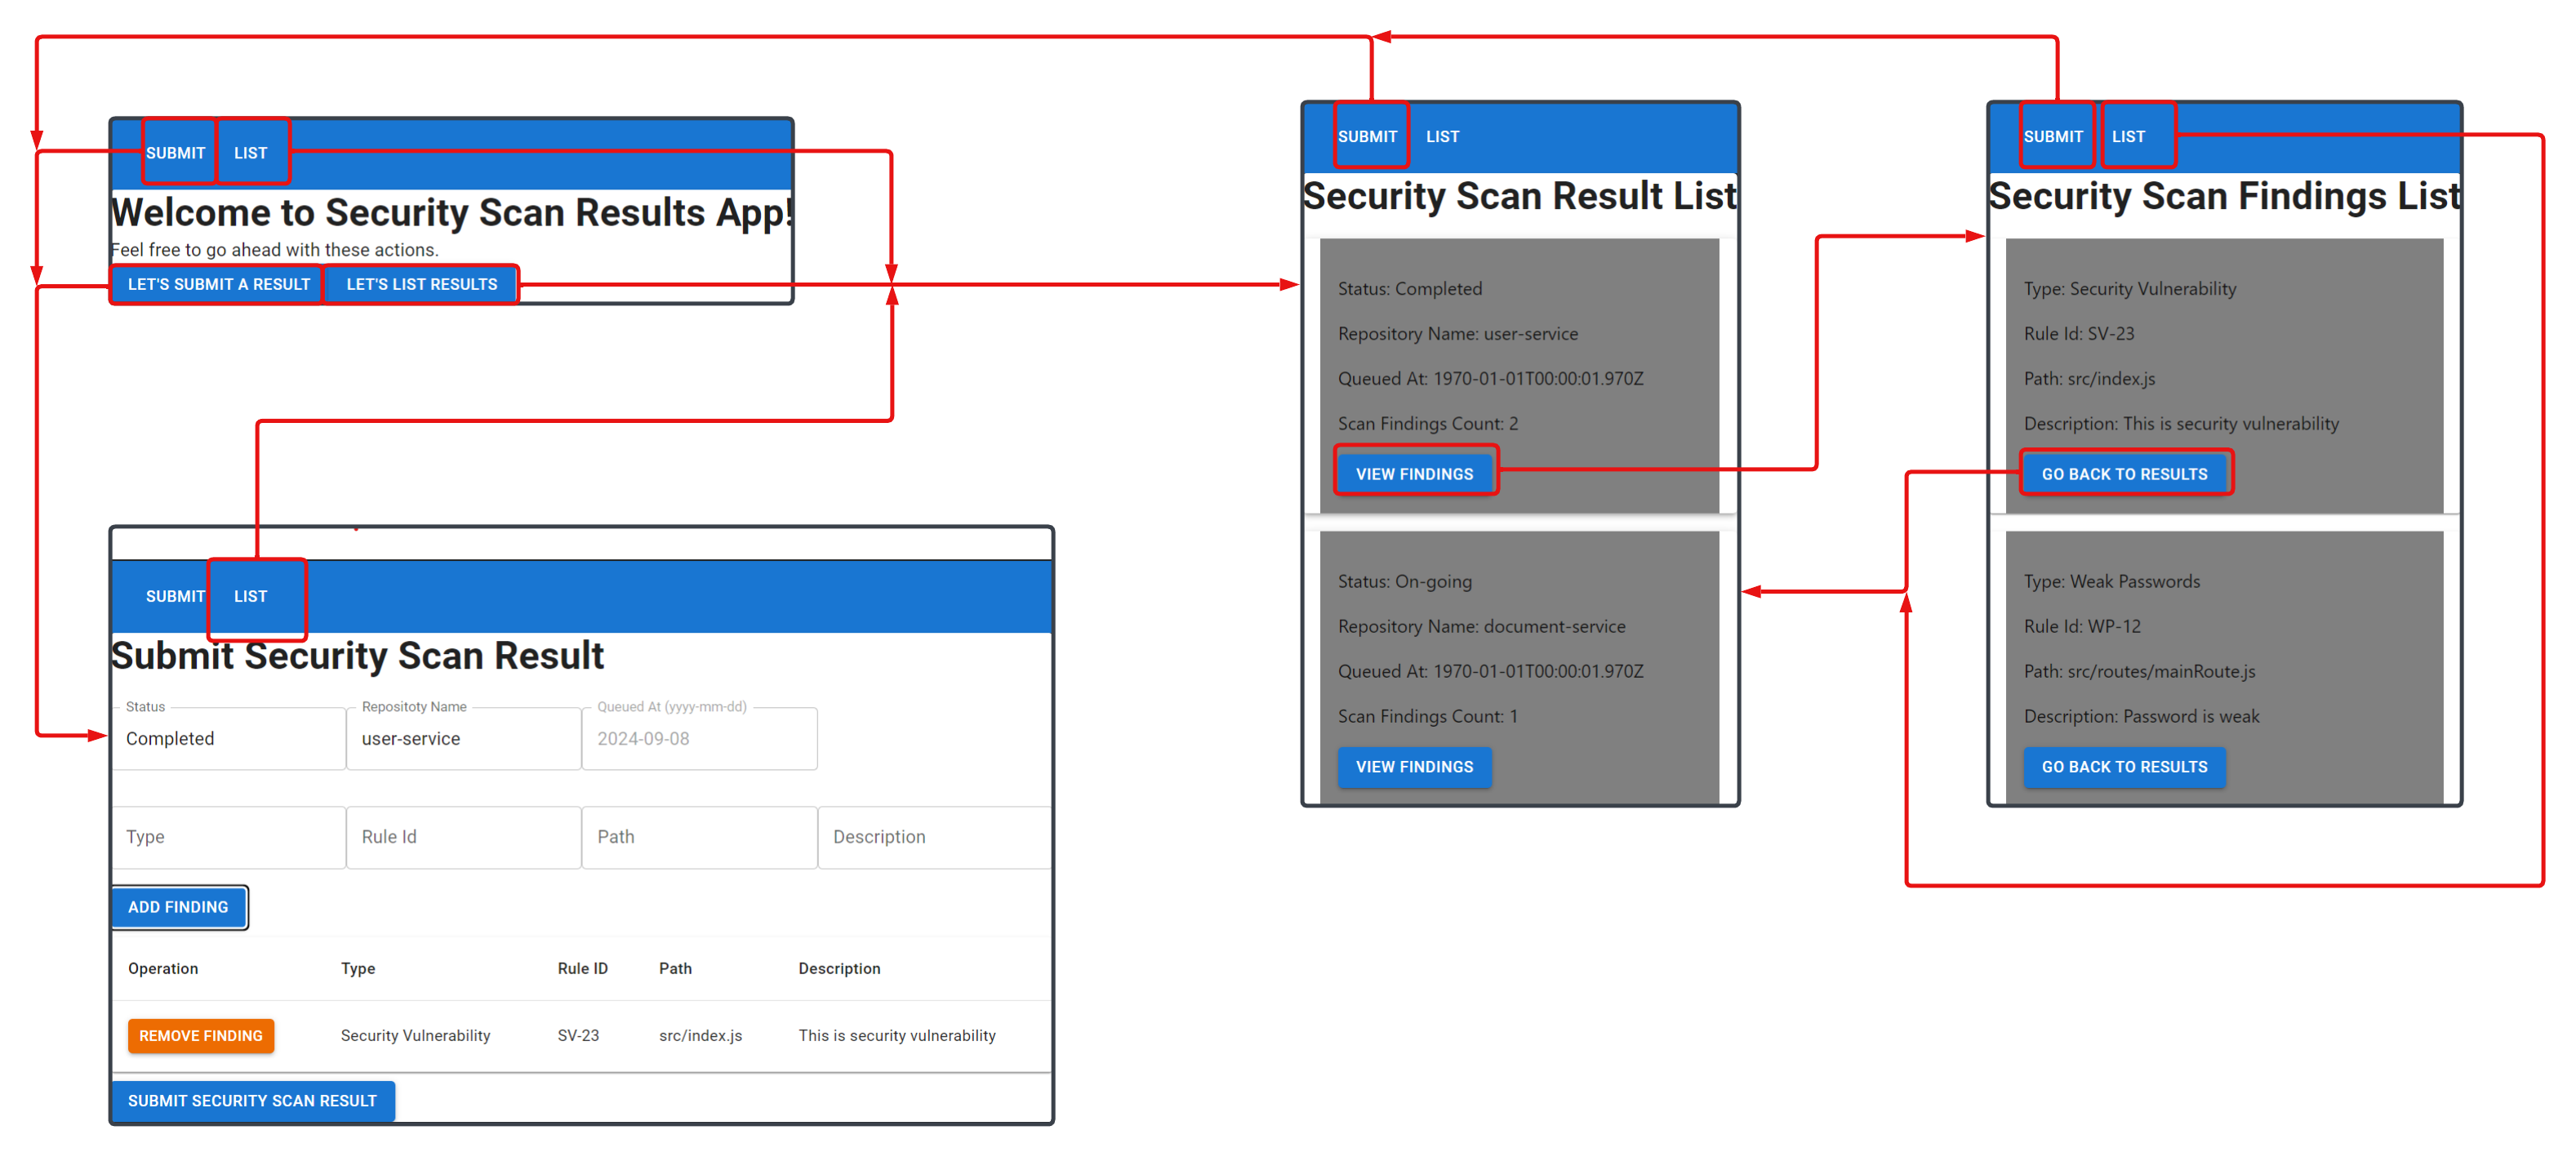 SUBMIT LIST
Welcome to Security Scan Results App!
Feel free to go ahead with these actions.
LET'S SUBMIT A RESULT LET'S LIST RESULTS
SUBMIT LIST
Submit Security Scan Result
Status Repositoty Name Queued At (yyyy-mm-dd)
Completed user-service 2024-09-08
Type Rule Id Path Description
ADD FINDING
Operation Type Rule ID Path Description
REMOVE FINDING Security Vulnerability SV-23 src/index.js This is security vulnerability
SUBMIT SECURITY SCAN RESULT
SUBMIT LIST
Security Scan Result List
Status: Completed
Repository Name: user-service
Queued At: 1970-01-01T00:00:01.970Z
Scan Findings Count: 2
VIEW FINDINGS
Status: On-going
Repository Name: document-service
Queued At: 1970-01-01T00:00:01.970Z
Scan Findings Count: 1
VIEW FINDINGS
SUBMIT LIST
Security Scan Findings List
Type: Security Vulnerability
Rule Id: SV-23
Path: src/index.js
Description: This is security vulnerability
GO BACK TO RESULTS
Type: Weak Passwords
Rule Id: WP-12
Path: src/routes/mainRoute.js
Description: Password is weak
GO BACK TO RESULTS